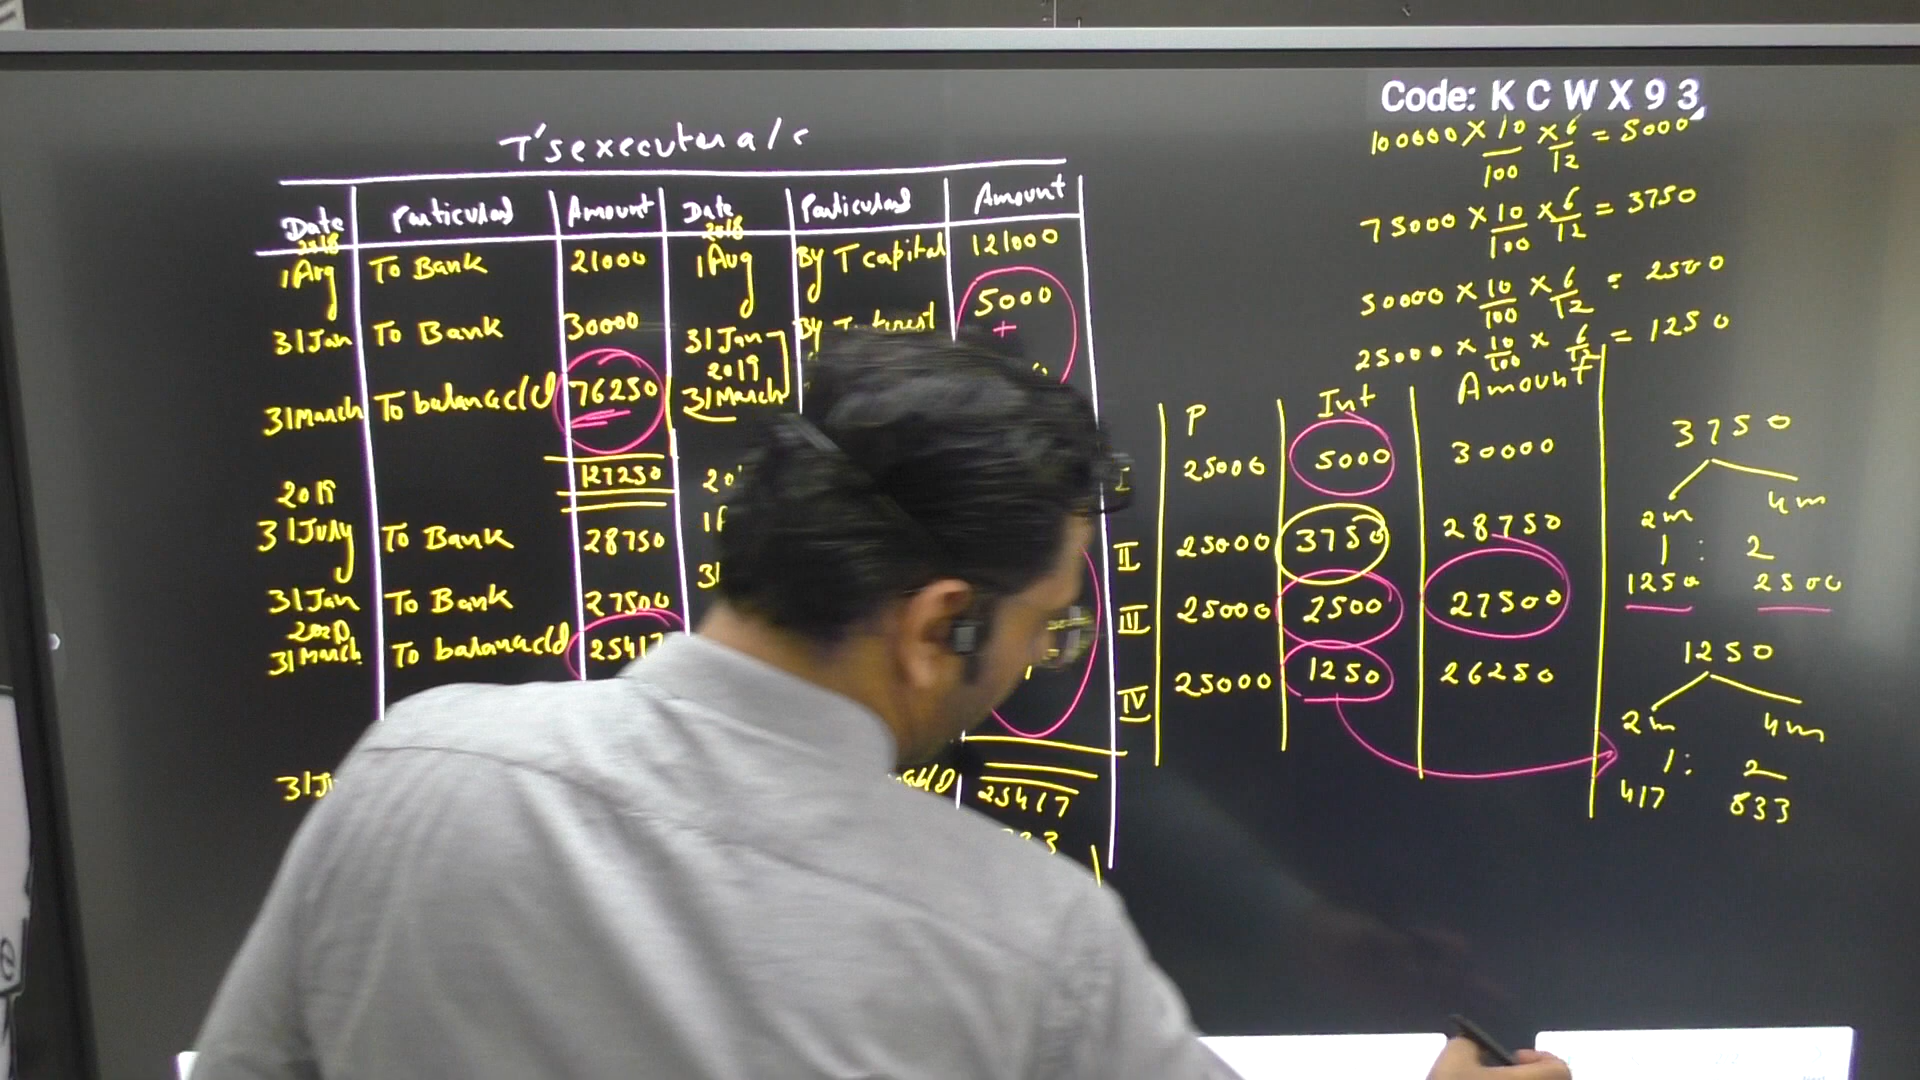 Code: K C W X 9 3
T's executer a/c
Date Particulars Amount Date Particulars Amount
2018 2018
1 Aug To Bank 21000 1 Aug By T capital 121000
31 Jan To Bank 30000 31 Jan By 5000
+
2019
31 March To balanac c/d 76250 31 March
127250
2019
31 July To Bank 28750
31 Jan To Bank 27500
2020
31 March To balanac c/d 25417
25417
100000 × 10/100 × 6/12 = 5000
75000 × 10/100 × 6/12 = 3750
50000 × 10/100 × 6/12 = 2500
25000 × 10/100 × 6/12 = 1250
P Int Amount
I 25000 5000 30000
II 25000 3750 28750
III 25000 2500 27500
IV 25000 1250 26250
3750
2m 4m
1 : 2
1250 2500
1250
2m 4m
1 : 2
417 833